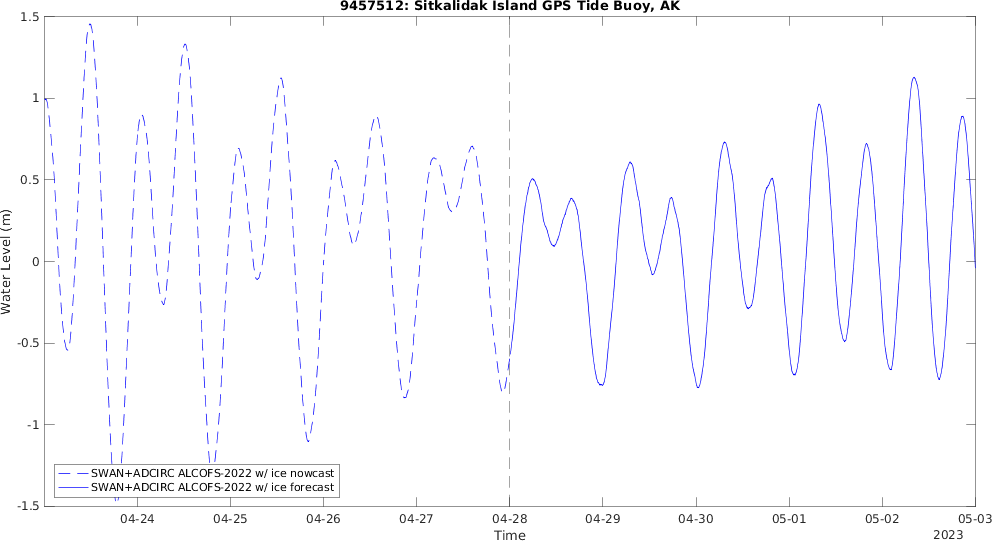 9457512: Sitkalidak Island GPS Tide Buoy, AK
1.5
1
0.5
0
-0.5
-1
-1.5
Water Level (m)
SWAN+ADCIRC ALCOFS-2022 w/ ice nowcast
SWAN+ADCIRC ALCOFS-2022 w/ ice forecast
04-24 04-25 04-26 04-27 04-28 04-29 04-30 05-01 05-02 05-03
Time
2023